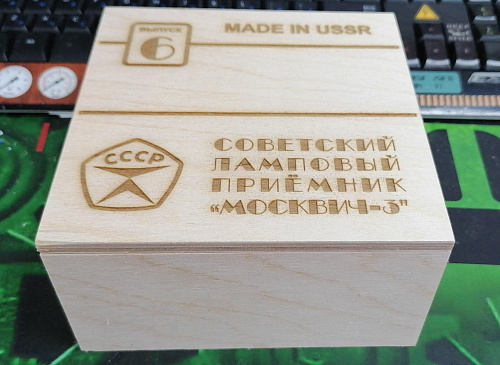 ВЫПУСК
6
MADE IN USSR
СССР
СОВЕТСКИЙ
ЛАМПОВЫЙ
ПРИЁМНИК
"МОСКВИЧ-3"